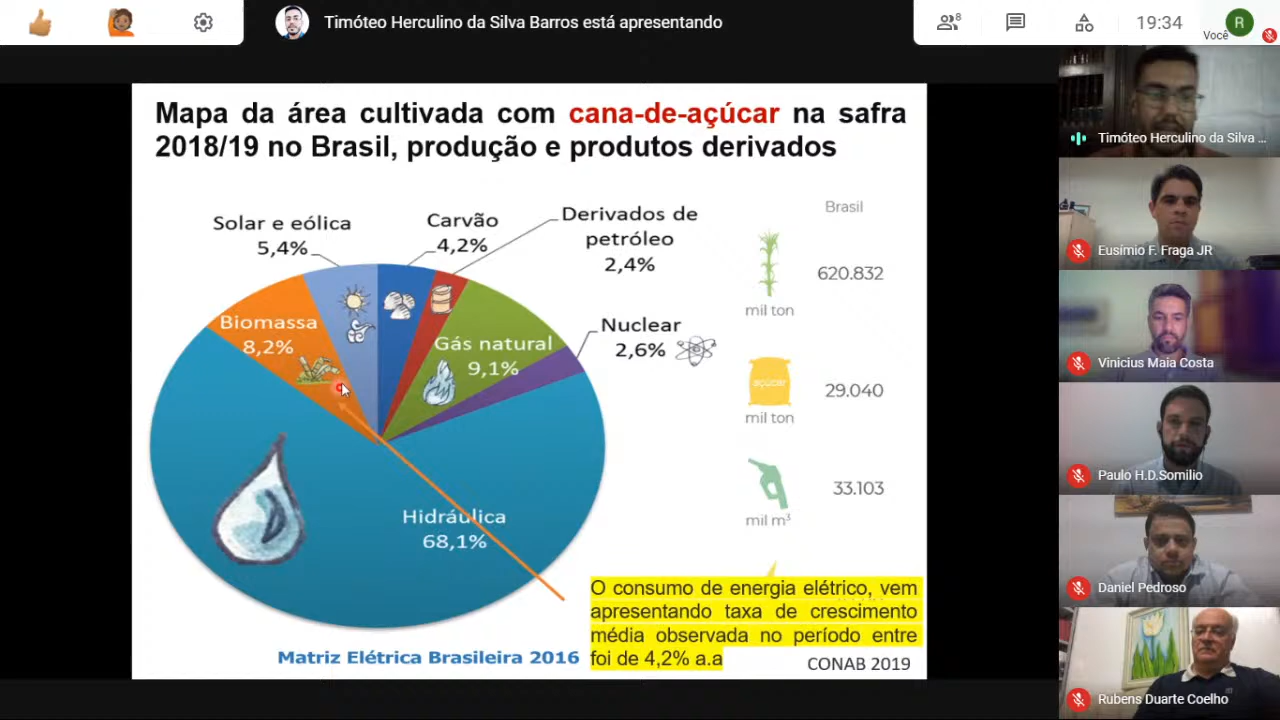 Timóteo Herculino da Silva Barros está apresentando
8
19:34
R
Você
Mapa da área cultivada com cana-de-açúcar na safra
2018/19 no Brasil, produção e produtos derivados
Solar e eólica
5,4%
Carvão
4,2%
Derivados de
petróleo
2,4%
Biomassa
8,2%
Gás natural
9,1%
Nuclear
2,6%
Hidráulica
68,1%
Matriz Elétrica Brasileira 2016
Brasil
620.832
mil ton
açúcar
29.040
mil ton
33.103
mil m³
O consumo de energia elétrico, vem
apresentando taxa de crescimento
média observada no período entre
foi de 4,2% a.a
CONAB 2019
Timóteo Herculino da Silva ...
Eusímio F. Fraga JR
Vinicius Maia Costa
Paulo H.D.Somilio
Daniel Pedroso
Rubens Duarte Coelho